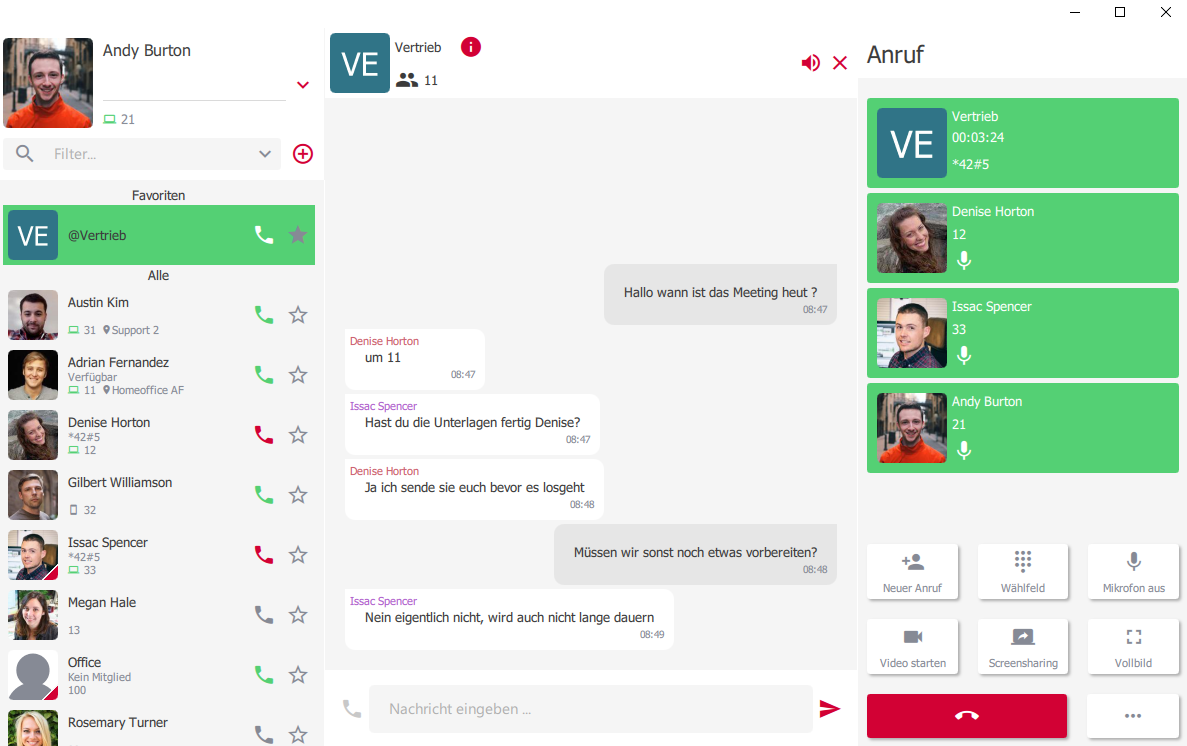 Andy Burton
21
Filter...
Favoriten
VE
@Vertrieb
Alle
Austin Kim
31 Support 2
Adrian Fernandez
Verfügbar
11 Homeoffice AF
Denise Horton
*42#5
12
Gilbert Williamson
32
Issac Spencer
*42#5
33
Megan Hale
13
Office
Kein Mitglied
100
Rosemary Turner
VE
Vertrieb
11
Hallo wann ist das Meeting heut ?
08:47
Denise Horton
um 11
08:47
Issac Spencer
Hast du die Unterlagen fertig Denise?
08:47
Denise Horton
Ja ich sende sie euch bevor es losgeht
08:48
Müssen wir sonst noch etwas vorbereiten?
08:48
Issac Spencer
Nein eigentlich nicht, wird auch nicht lange dauern
08:49
Nachricht eingeben ...
Anruf
VE
Vertrieb
00:03:24
*42#5
Denise Horton
12
Issac Spencer
33
Andy Burton
21
Neuer Anruf
Wählfeld
Mikrofon aus
Video starten
Screensharing
Vollbild